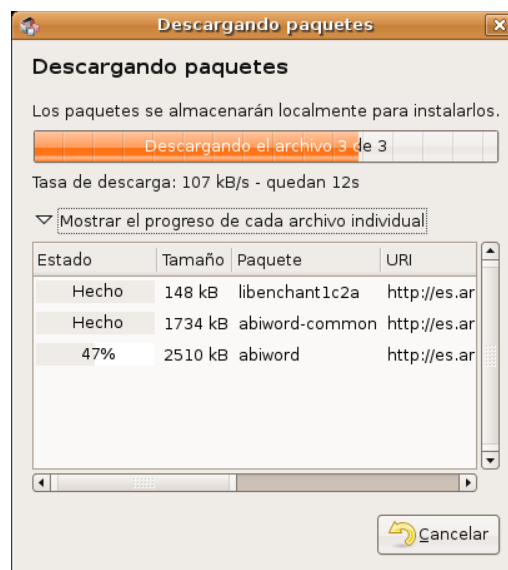 Descargando paquetes
Descargando paquetes
Los paquetes se almacenarán localmente para instalarlos.
Descargando el archivo 3 de 3
Tasa de descarga: 107 kB/s - quedan 12s
Mostrar el progreso de cada archivo individual
Estado Tamaño Paquete URI
Hecho 148 kB libenchant1c2a http://es.ar
Hecho 1734 kB abiword-common http://es.ar
47% 2510 kB abiword http://es.ar
Cancelar